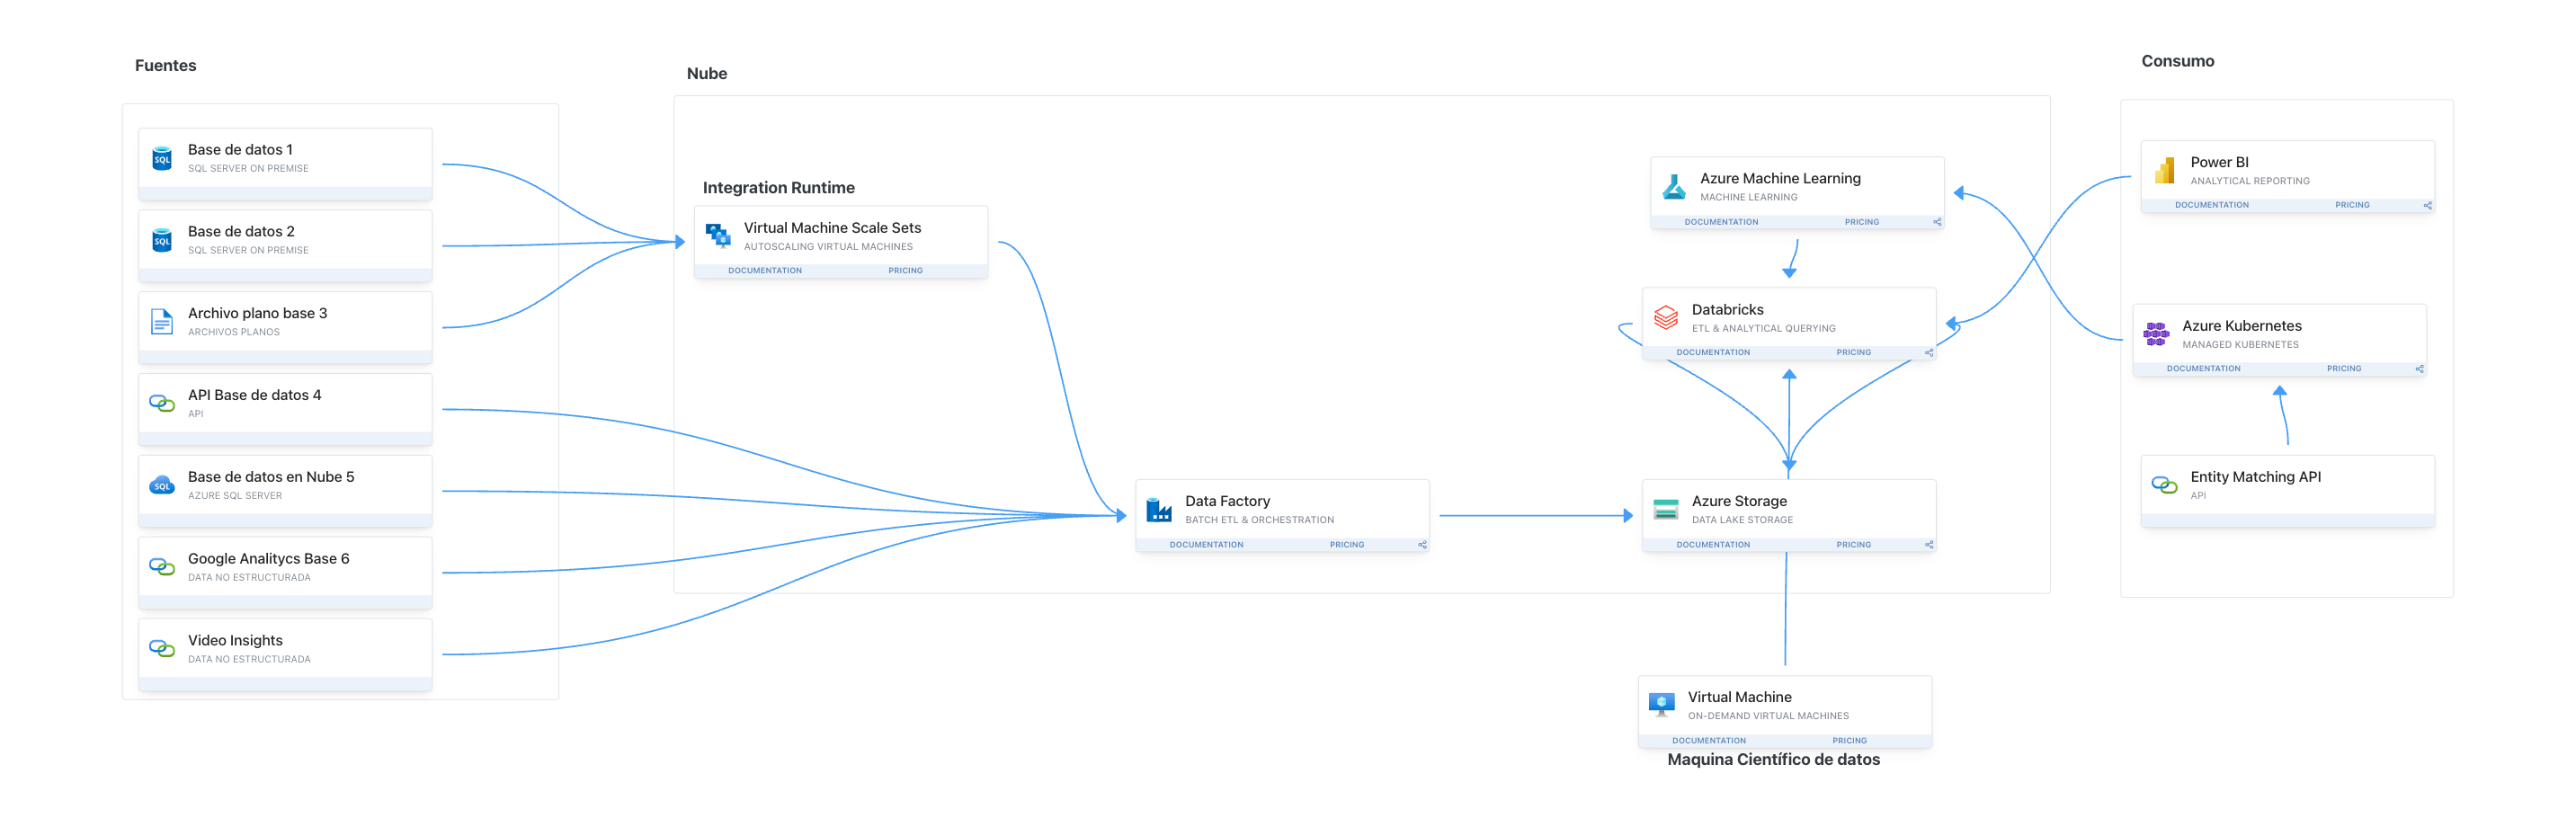 Fuentes
Base de datos 1
SQL SERVER ON PREMISE
Base de datos 2
SQL SERVER ON PREMISE
Archivo plano base 3
ARCHIVOS PLANOS
API Base de datos 4
API
Base de datos en Nube 5
AZURE SQL SERVER
Google Analitycs Base 6
DATA NO ESTRUCTURADA
Video Insights
DATA NO ESTRUCTURADA
Nube
Integration Runtime
Virtual Machine Scale Sets
AUTOSCALING VIRTUAL MACHINES
DOCUMENTATION PRICING
Data Factory
BATCH ETL & ORCHESTRATION
DOCUMENTATION PRICING
Azure Machine Learning
MACHINE LEARNING
DOCUMENTATION PRICING
Databricks
ETL & ANALYTICAL QUERYING
DOCUMENTATION PRICING
Azure Storage
DATA LAKE STORAGE
DOCUMENTATION PRICING
Virtual Machine
ON-DEMAND VIRTUAL MACHINES
DOCUMENTATION PRICING
Maquina Científico de datos
Consumo
Power BI
ANALYTICAL REPORTING
DOCUMENTATION PRICING
Azure Kubernetes
MANAGED KUBERNETES
DOCUMENTATION PRICING
Entity Matching API
API